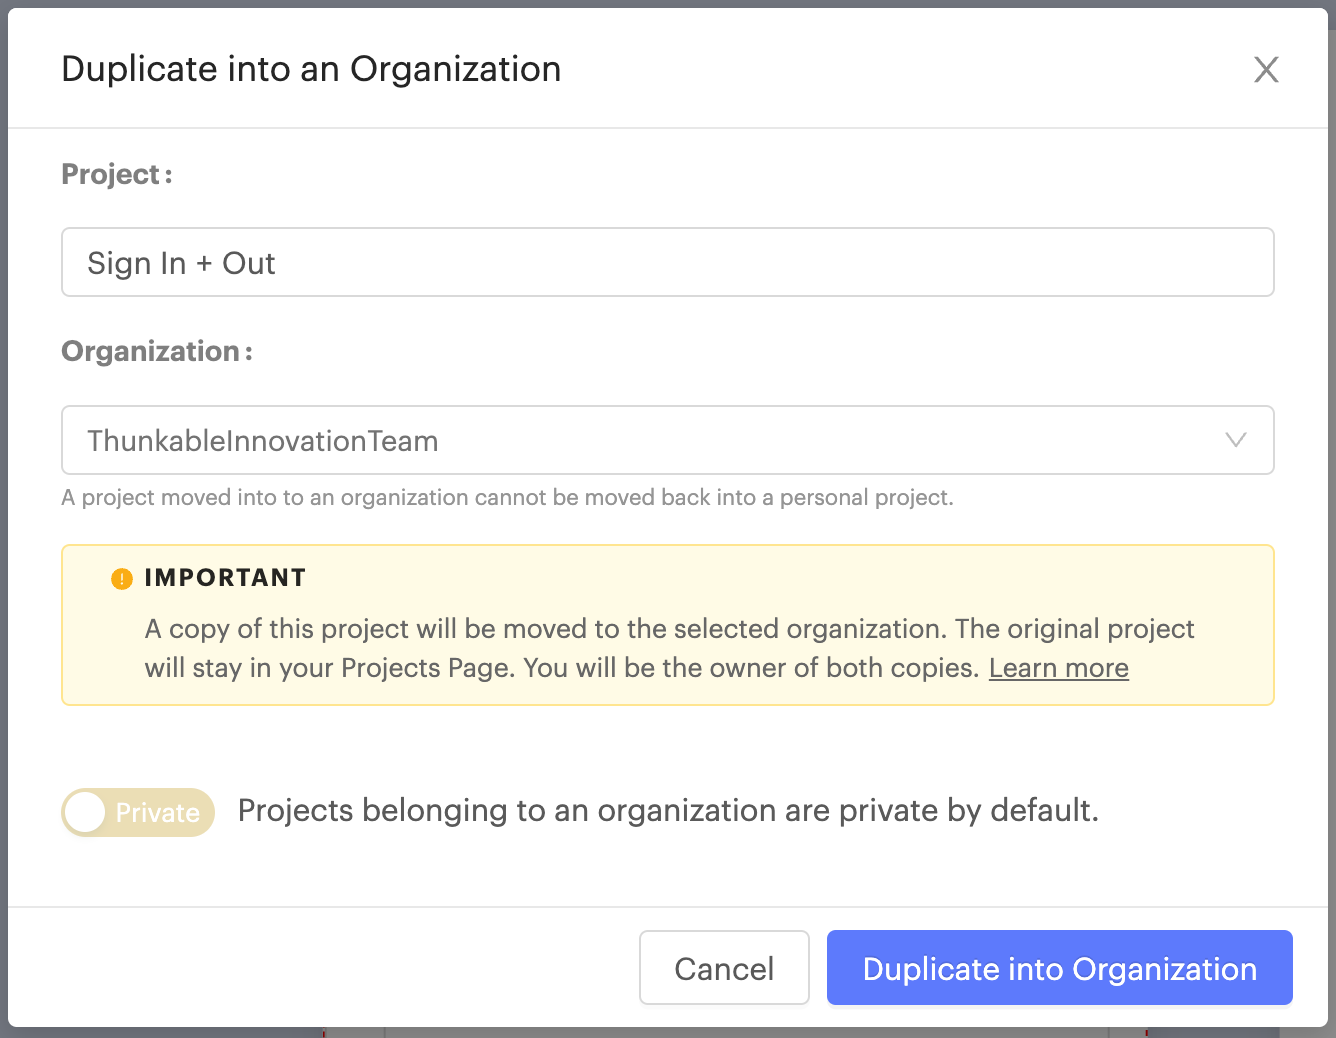 Duplicate into an Organization
Project :
Sign In + Out
Organization :
ThunkableInnovationTeam
A project moved into to an organization cannot be moved back into a personal project.
IMPORTANT
A copy of this project will be moved to the selected organization. The original project
will stay in your Projects Page. You will be the owner of both copies. Learn more
Private Projects belonging to an organization are private by default.
Cancel Duplicate into Organization